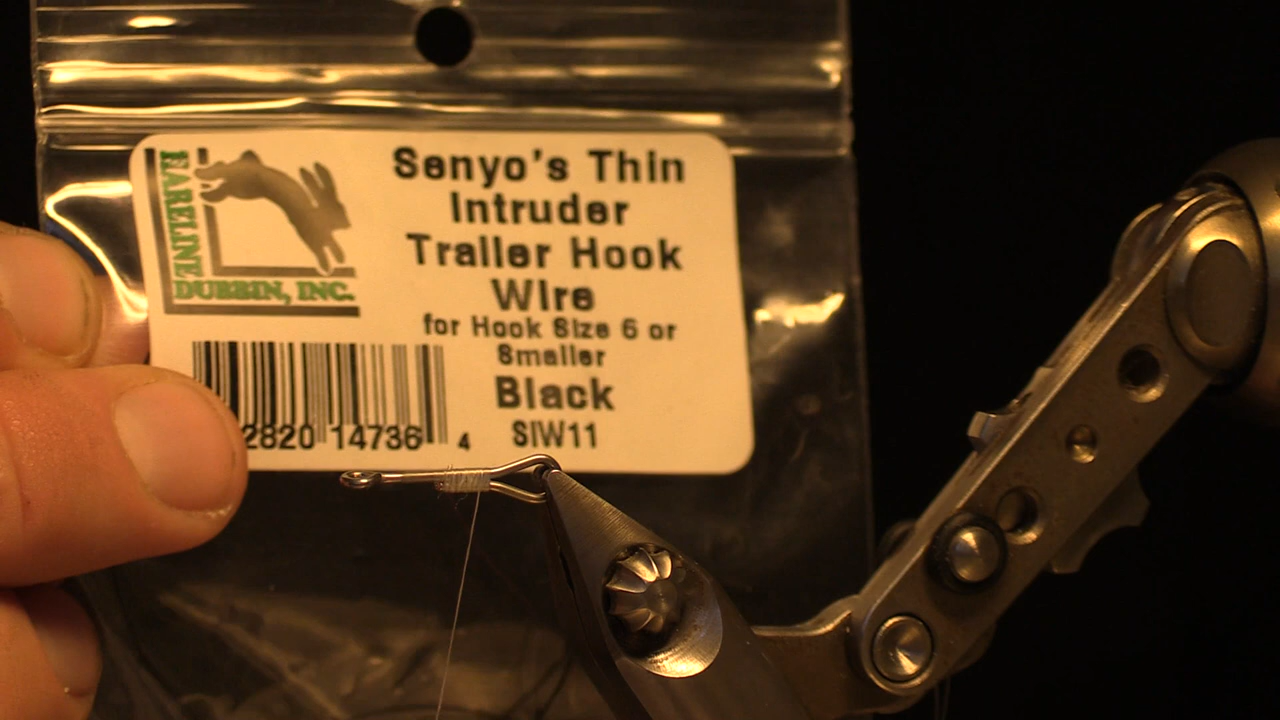 HARELINE
DUBBIN, INC.
Senyo's Thin
Intruder
Trailer Hook
Wire
for Hook Size 6 or
Smaller
Black
SIW11
2820 14736 4